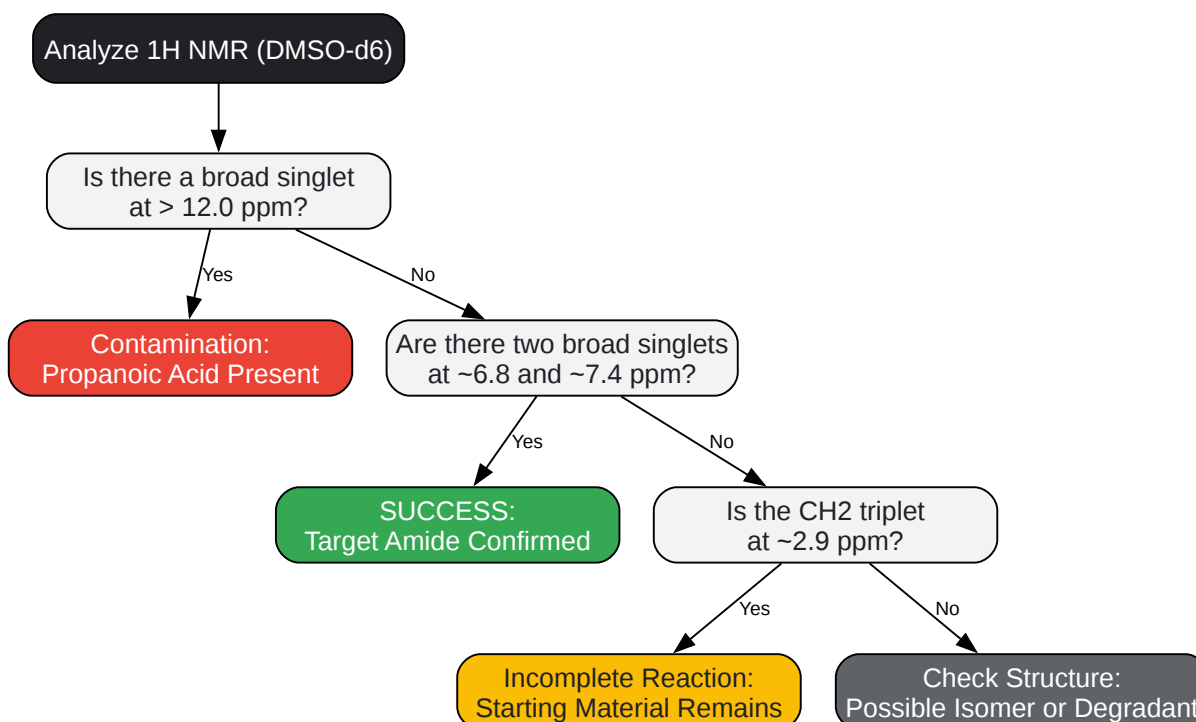 Analyze 1H NMR (DMSO-d6)
Is there a broad singlet
at > 12.0 ppm?
Yes
No
Contamination:
Propanoic Acid Present
Are there two broad singlets
at ~6.8 and ~7.4 ppm?
Yes
No
SUCCESS:
Target Amide Confirmed
Is the CH2 triplet
at ~2.9 ppm?
Yes
No
Incomplete Reaction:
Starting Material Remains
Check Structure:
Possible Isomer or Degradant